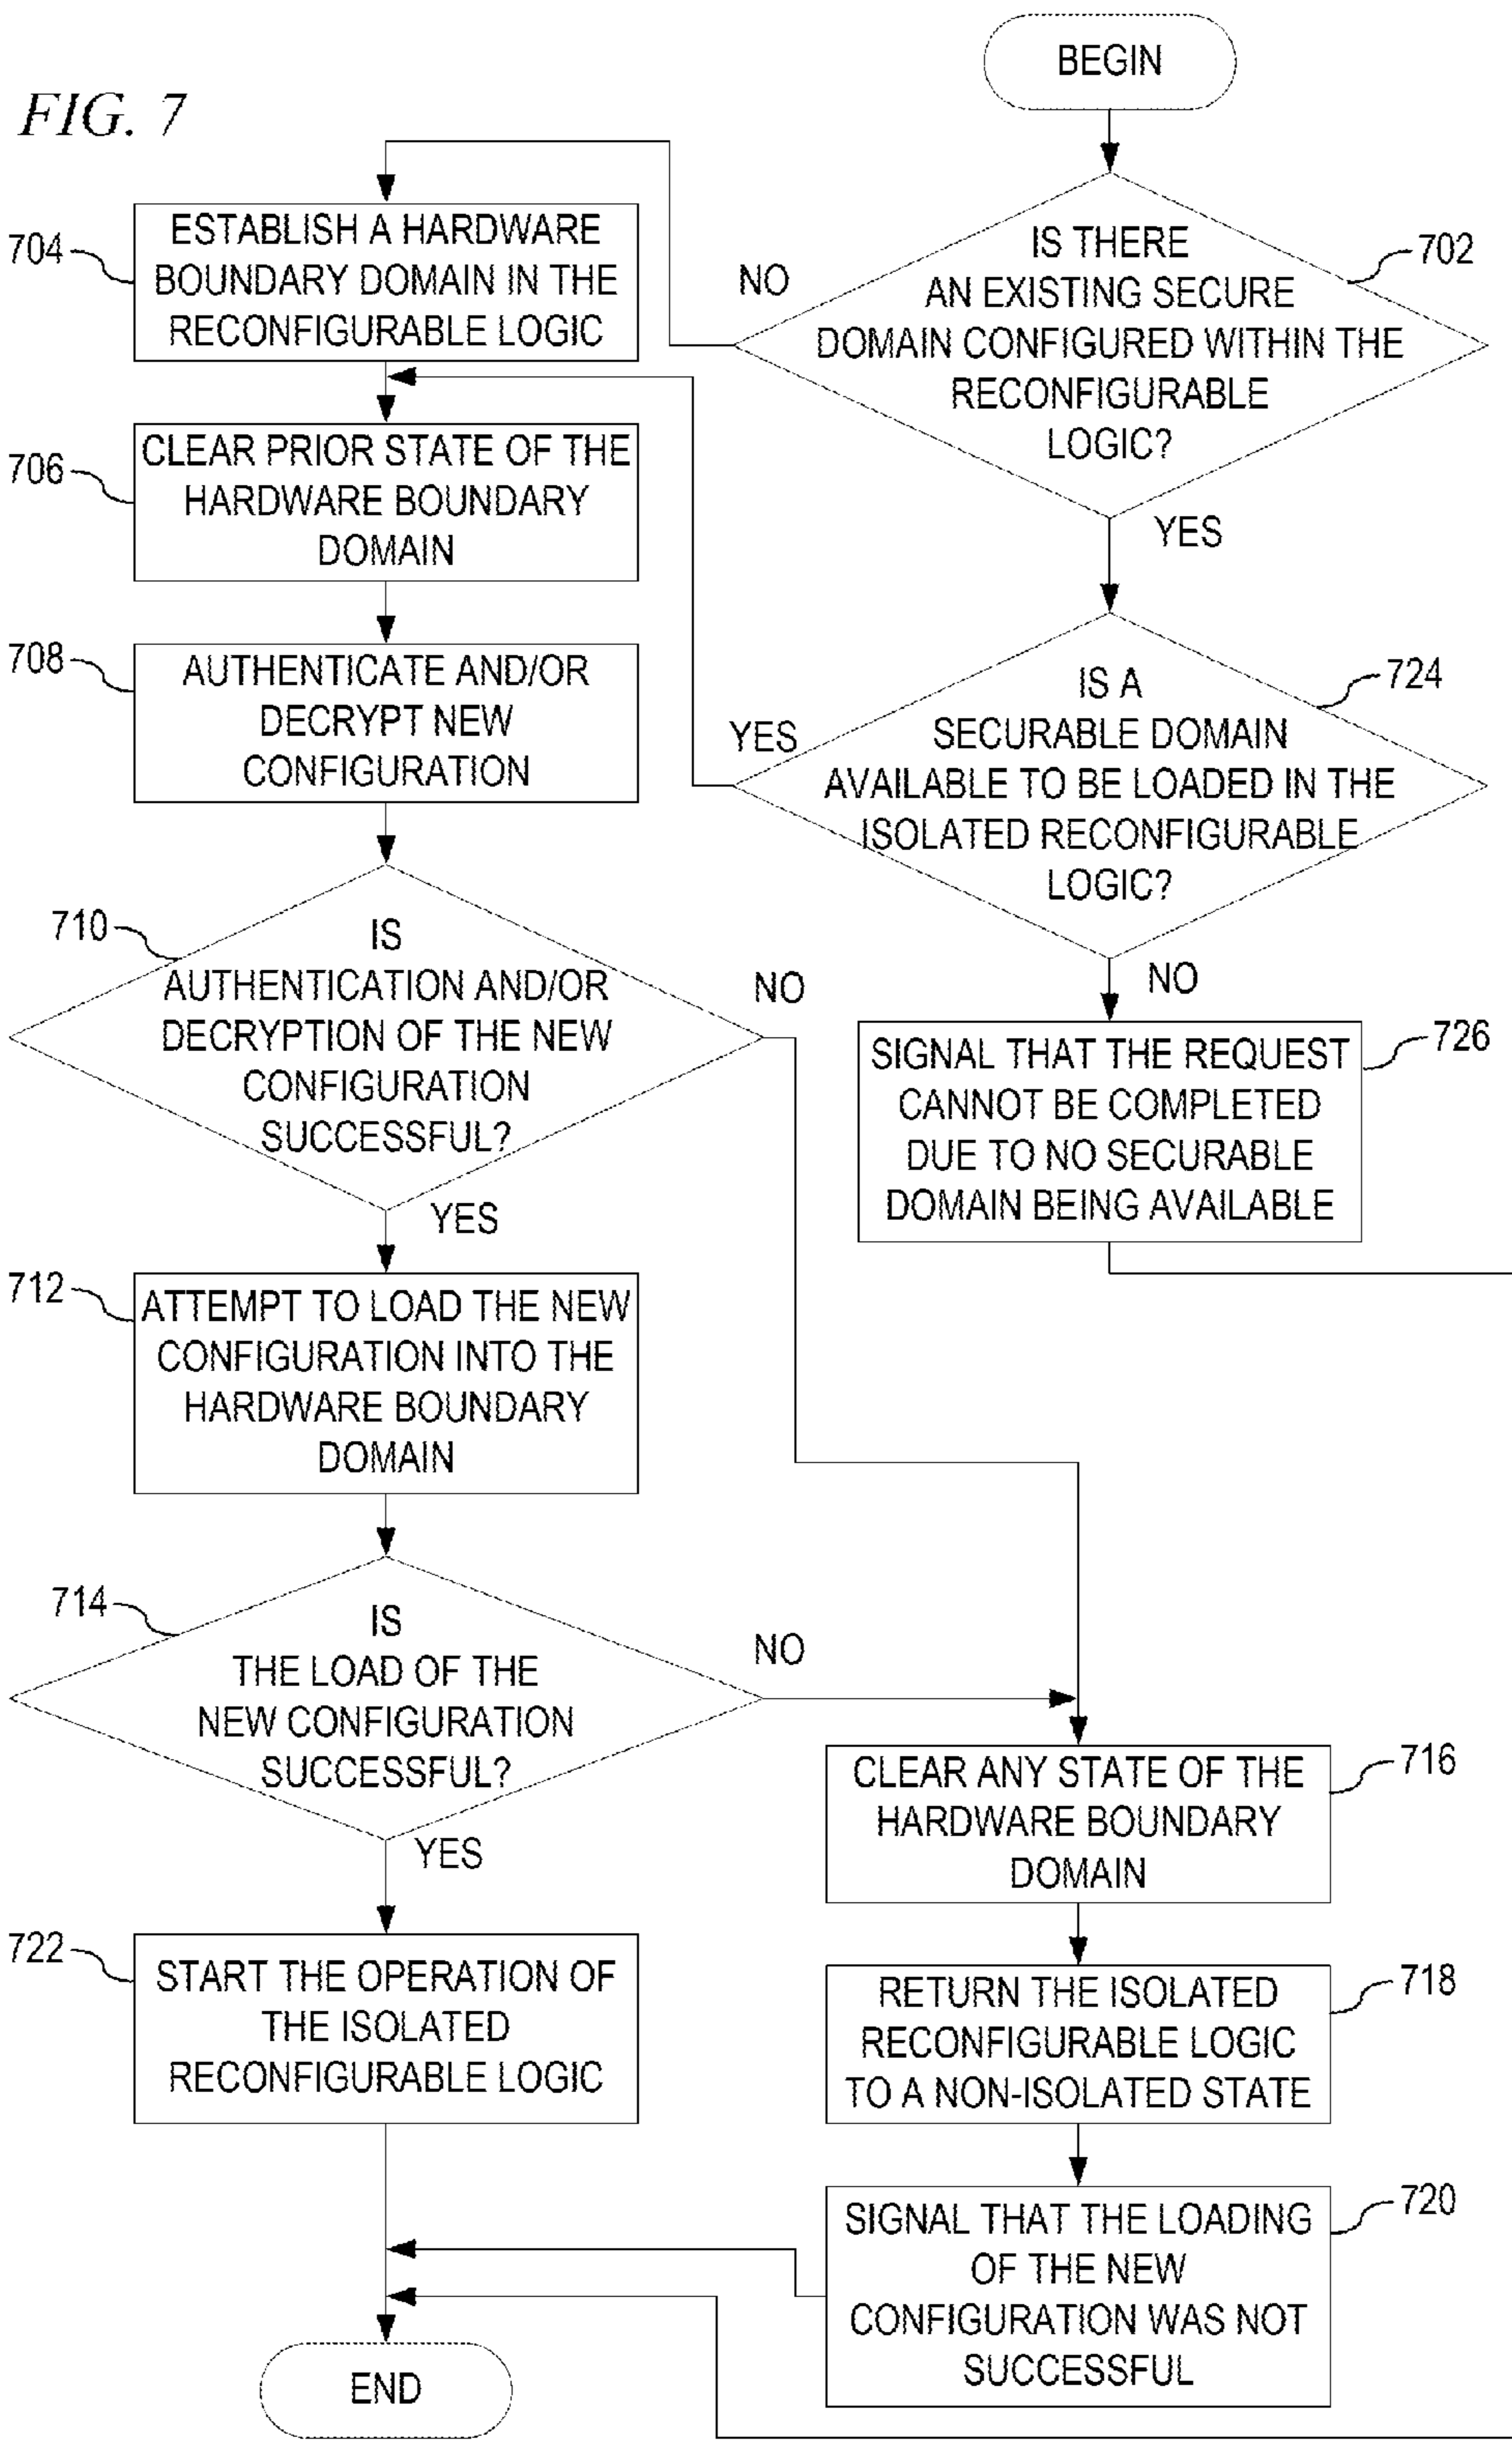 FIG. 7
BEGIN
702
IS THERE
AN EXISTING SECURE
DOMAIN CONFIGURED WITHIN THE
RECONFIGURABLE
LOGIC?
NO
YES
704
ESTABLISH A HARDWARE
BOUNDARY DOMAIN IN THE
RECONFIGURABLE LOGIC
706
CLEAR PRIOR STATE OF THE
HARDWARE BOUNDARY
DOMAIN
708
AUTHENTICATE AND/OR
DECRYPT NEW
CONFIGURATION
724
IS A
SECURABLE DOMAIN
AVAILABLE TO BE LOADED IN THE
ISOLATED RECONFIGURABLE
LOGIC?
YES
NO
710
IS
AUTHENTICATION AND/OR
DECRYPTION OF THE NEW
CONFIGURATION
SUCCESSFUL?
NO
YES
726
SIGNAL THAT THE REQUEST
CANNOT BE COMPLETED
DUE TO NO SECURABLE
DOMAIN BEING AVAILABLE
712
ATTEMPT TO LOAD THE NEW
CONFIGURATION INTO THE
HARDWARE BOUNDARY
DOMAIN
714
IS
THE LOAD OF THE
NEW CONFIGURATION
SUCCESSFUL?
NO
YES
716
CLEAR ANY STATE OF THE
HARDWARE BOUNDARY
DOMAIN
722
START THE OPERATION OF
THE ISOLATED
RECONFIGURABLE LOGIC
718
RETURN THE ISOLATED
RECONFIGURABLE LOGIC
TO A NON-ISOLATED STATE
720
SIGNAL THAT THE LOADING
OF THE NEW
CONFIGURATION WAS NOT
SUCCESSFUL
END